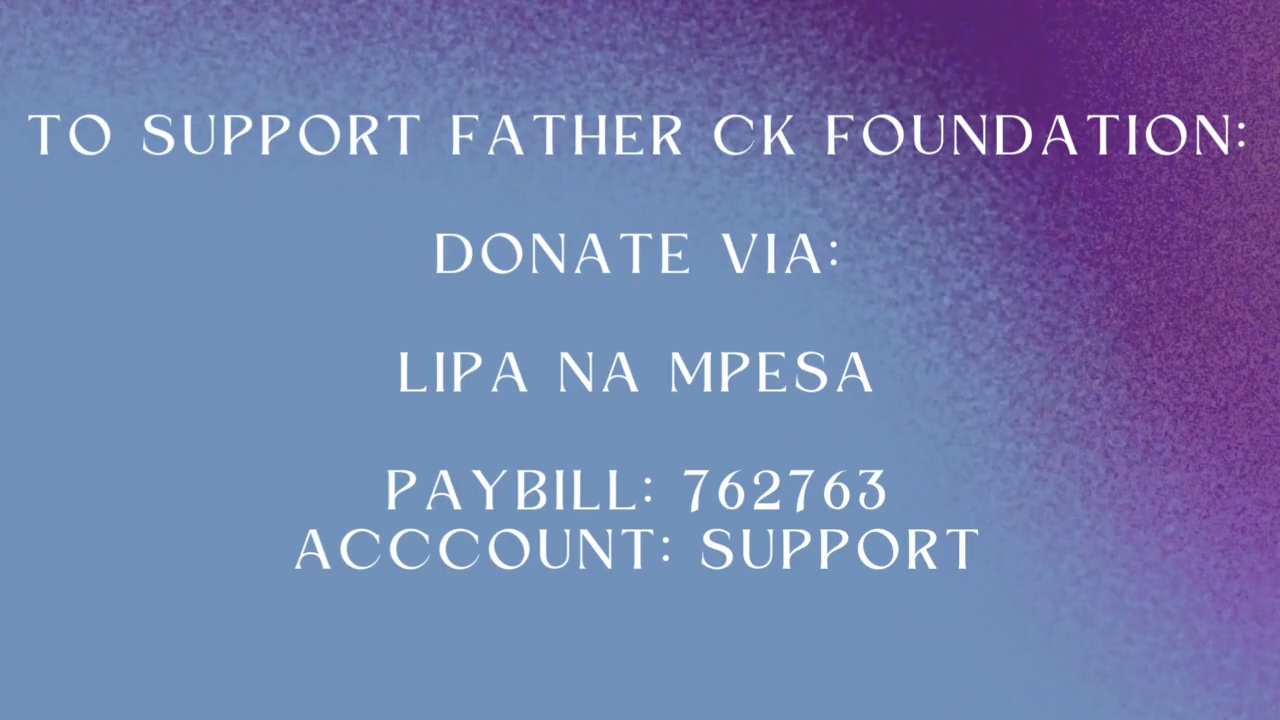 TO SUPPORT FATHER CK FOUNDATION:
DONATE VIA:
LIPA NA MPESA
PAYBILL: 762763
ACCCOUNT: SUPPORT